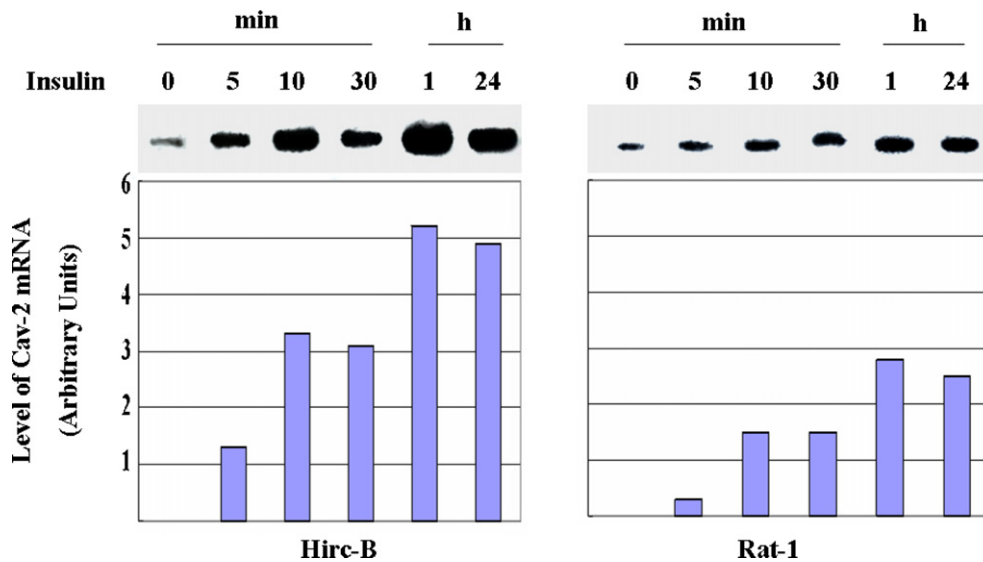 min h
Insulin 0 5 10 30 1 24
min h
0 5 10 30 1 24
Level of Cav-2 mRNA
(Arbitrary Units)
6
5
4
3
2
1
Hirc-B
Rat-1